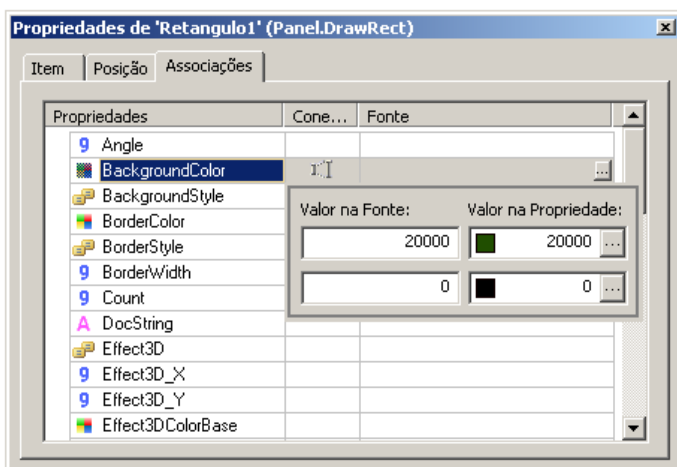 Propriedades de 'Retangulo1' (Panel.DrawRect)
Item Posição Associações
Propriedades Cone... Fonte
Angle
BackgroundColor ...
BackgroundStyle
Valor na Fonte: Valor na Propriedade:
BorderColor
BorderStyle 20000 20000 ...
BorderWidth
Count 0 0 ...
DocString
Effect3D
Effect3D_X
Effect3D_Y
Effect3DColorBase